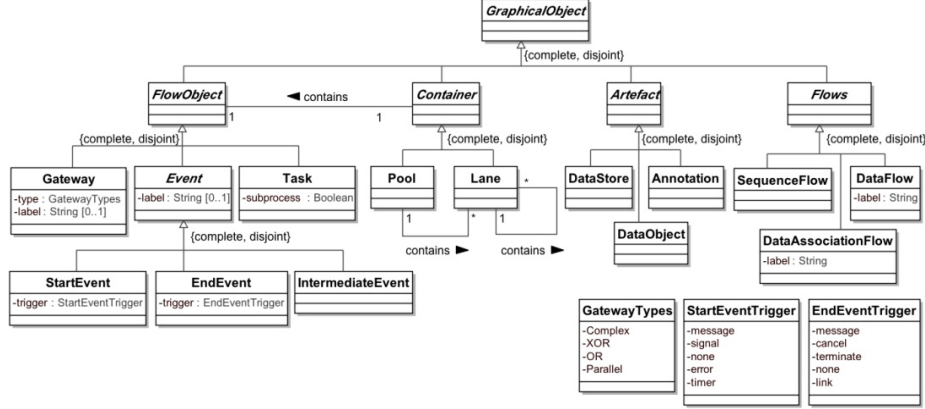 GraphicalObject
{complete, disjoint}
FlowObject
contains
Container
Artefact
Flows
1
1
{complete, disjoint}
{complete, disjoint}
{complete, disjoint}
{complete, disjoint}
Gateway
-type : GatewayTypes
-label : String [0..1]
Event
-label : String [0..1]
Task
-subprocess : Boolean
Pool
Lane
*
1
*
1
contains
contains
DataStore
Annotation
DataObject
SequenceFlow
DataFlow
-label : String
DataAssociationFlow
-label : String
{complete, disjoint}
StartEvent
-trigger : StartEventTrigger
EndEvent
-trigger : EndEventTrigger
IntermediateEvent
GatewayTypes
-Complex
-XOR
-OR
-Parallel
StartEventTrigger
-message
-signal
-none
-error
-timer
EndEventTrigger
-message
-cancel
-terminate
-none
-link